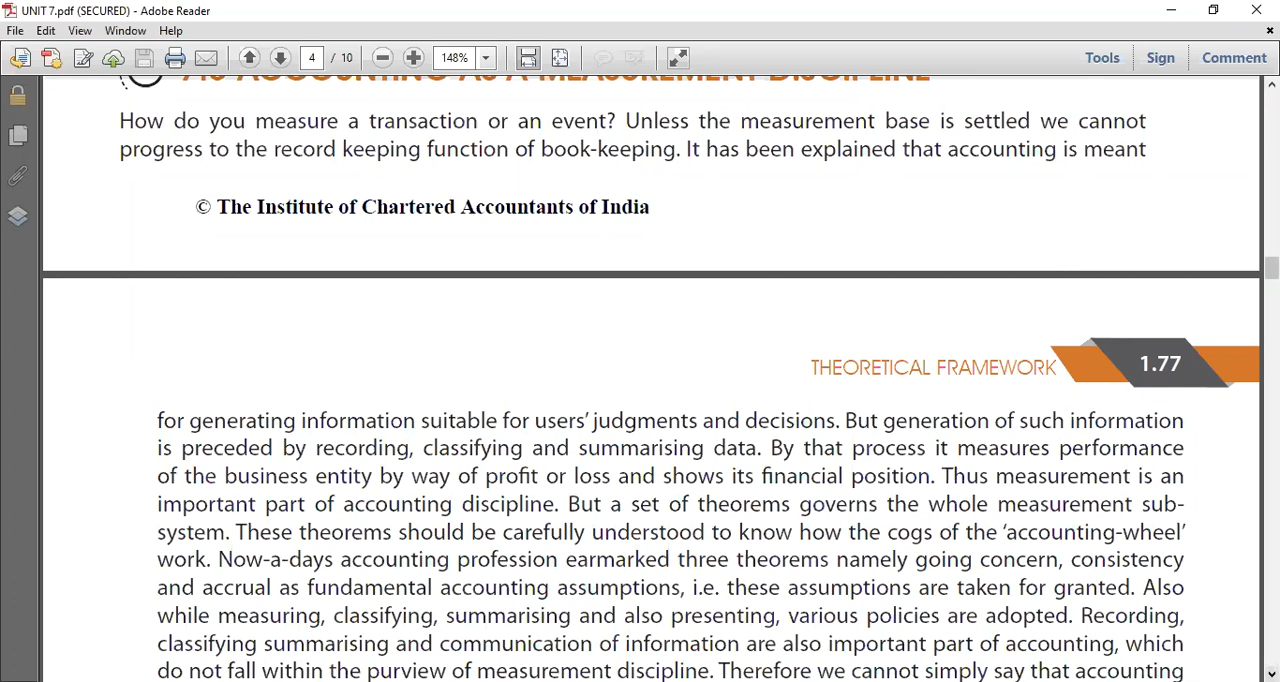 UNIT 7.pdf (SECURED) - Adobe Reader
File Edit View Window Help
4 / 10 148% Tools Sign Comment
7.3 ACCOUNTING AS A MEASUREMENT DISCIPLINE
How do you measure a transaction or an event? Unless the measurement base is settled we cannot
progress to the record keeping function of book-keeping. It has been explained that accounting is meant
© The Institute of Chartered Accountants of India
THEORETICAL FRAMEWORK 1.77
for generating information suitable for users’ judgments and decisions. But generation of such information
is preceded by recording, classifying and summarising data. By that process it measures performance
of the business entity by way of profit or loss and shows its financial position. Thus measurement is an
important part of accounting discipline. But a set of theorems governs the whole measurement sub-
system. These theorems should be carefully understood to know how the cogs of the ‘accounting-wheel’
work. Now-a-days accounting profession earmarked three theorems namely going concern, consistency
and accrual as fundamental accounting assumptions, i.e. these assumptions are taken for granted. Also
while measuring, classifying, summarising and also presenting, various policies are adopted. Recording,
classifying summarising and communication of information are also important part of accounting, which
do not fall within the purview of measurement discipline. Therefore we cannot simply say that accounting